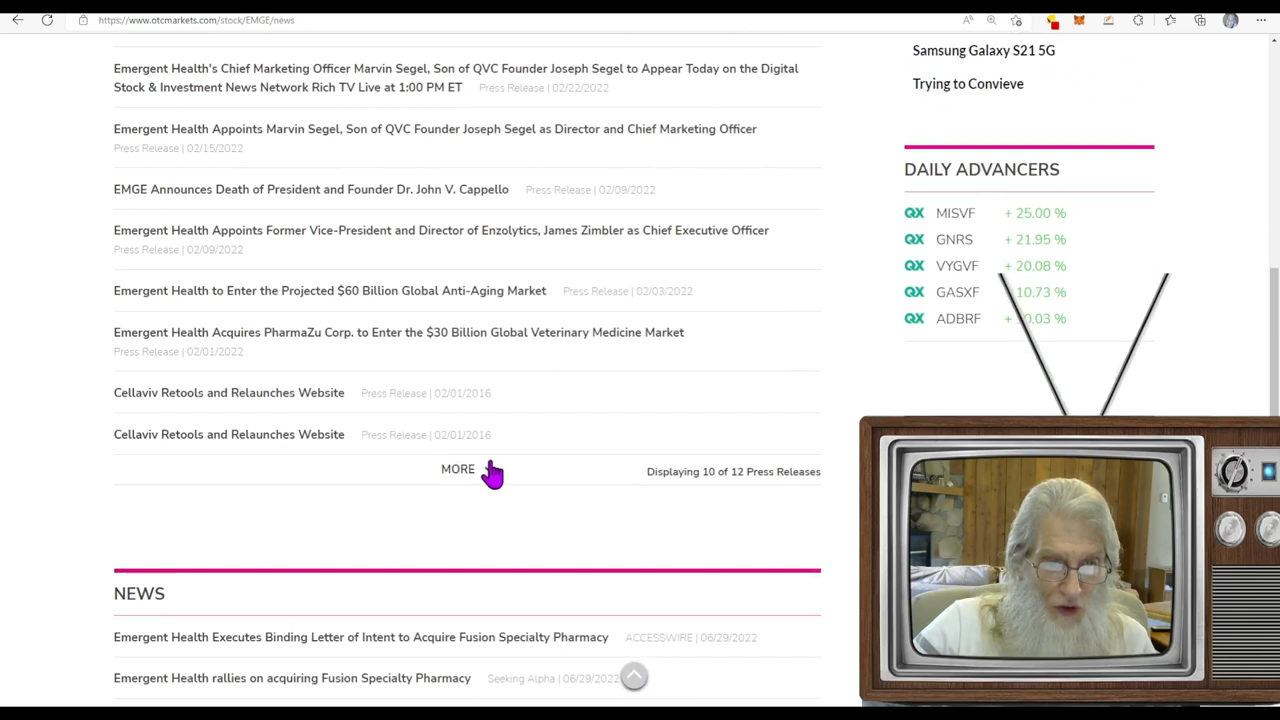 https://www.otcmarkets.com/stock/EMGE/news
Emergent Health's Chief Marketing Officer Marvin Segel, Son of QVC Founder Joseph Segel to Appear Today on the Digital
Stock & Investment News Network Rich TV Live at 1:00 PM ET Press Release | 02/22/2022
Emergent Health Appoints Marvin Segel, Son of QVC Founder Joseph Segel as Director and Chief Marketing Officer
Press Release | 02/15/2022
EMGE Announces Death of President and Founder Dr. John V. Cappello Press Release | 02/09/2022
Emergent Health Appoints Former Vice-President and Director of Enzolytics, James Zimbler as Chief Executive Officer
Press Release | 02/09/2022
Emergent Health to Enter the Projected $60 Billion Global Anti-Aging Market Press Release | 02/03/2022
Emergent Health Acquires PharmaZu Corp. to Enter the $30 Billion Global Veterinary Medicine Market
Press Release | 02/01/2022
Cellaviv Retools and Relaunches Website Press Release | 02/01/2016
Cellaviv Retools and Relaunches Website Press Release | 02/01/2016
MORE
Displaying 10 of 12 Press Releases
NEWS
Emergent Health Executes Binding Letter of Intent to Acquire Fusion Specialty Pharmacy ACCESSWIRE | 06/29/2022
Emergent Health rallies on acquiring Fusion Specialty Pharmacy Seeking Alpha | 06/29/2022
Samsung Galaxy S21 5G
Trying to Convieve
DAILY ADVANCERS
QX MISVF + 25.00 %
QX GNRS + 21.95 %
QX VYGVF + 20.08 %
QX GASXF 10.73 %
QX ADBRF + 0.03 %